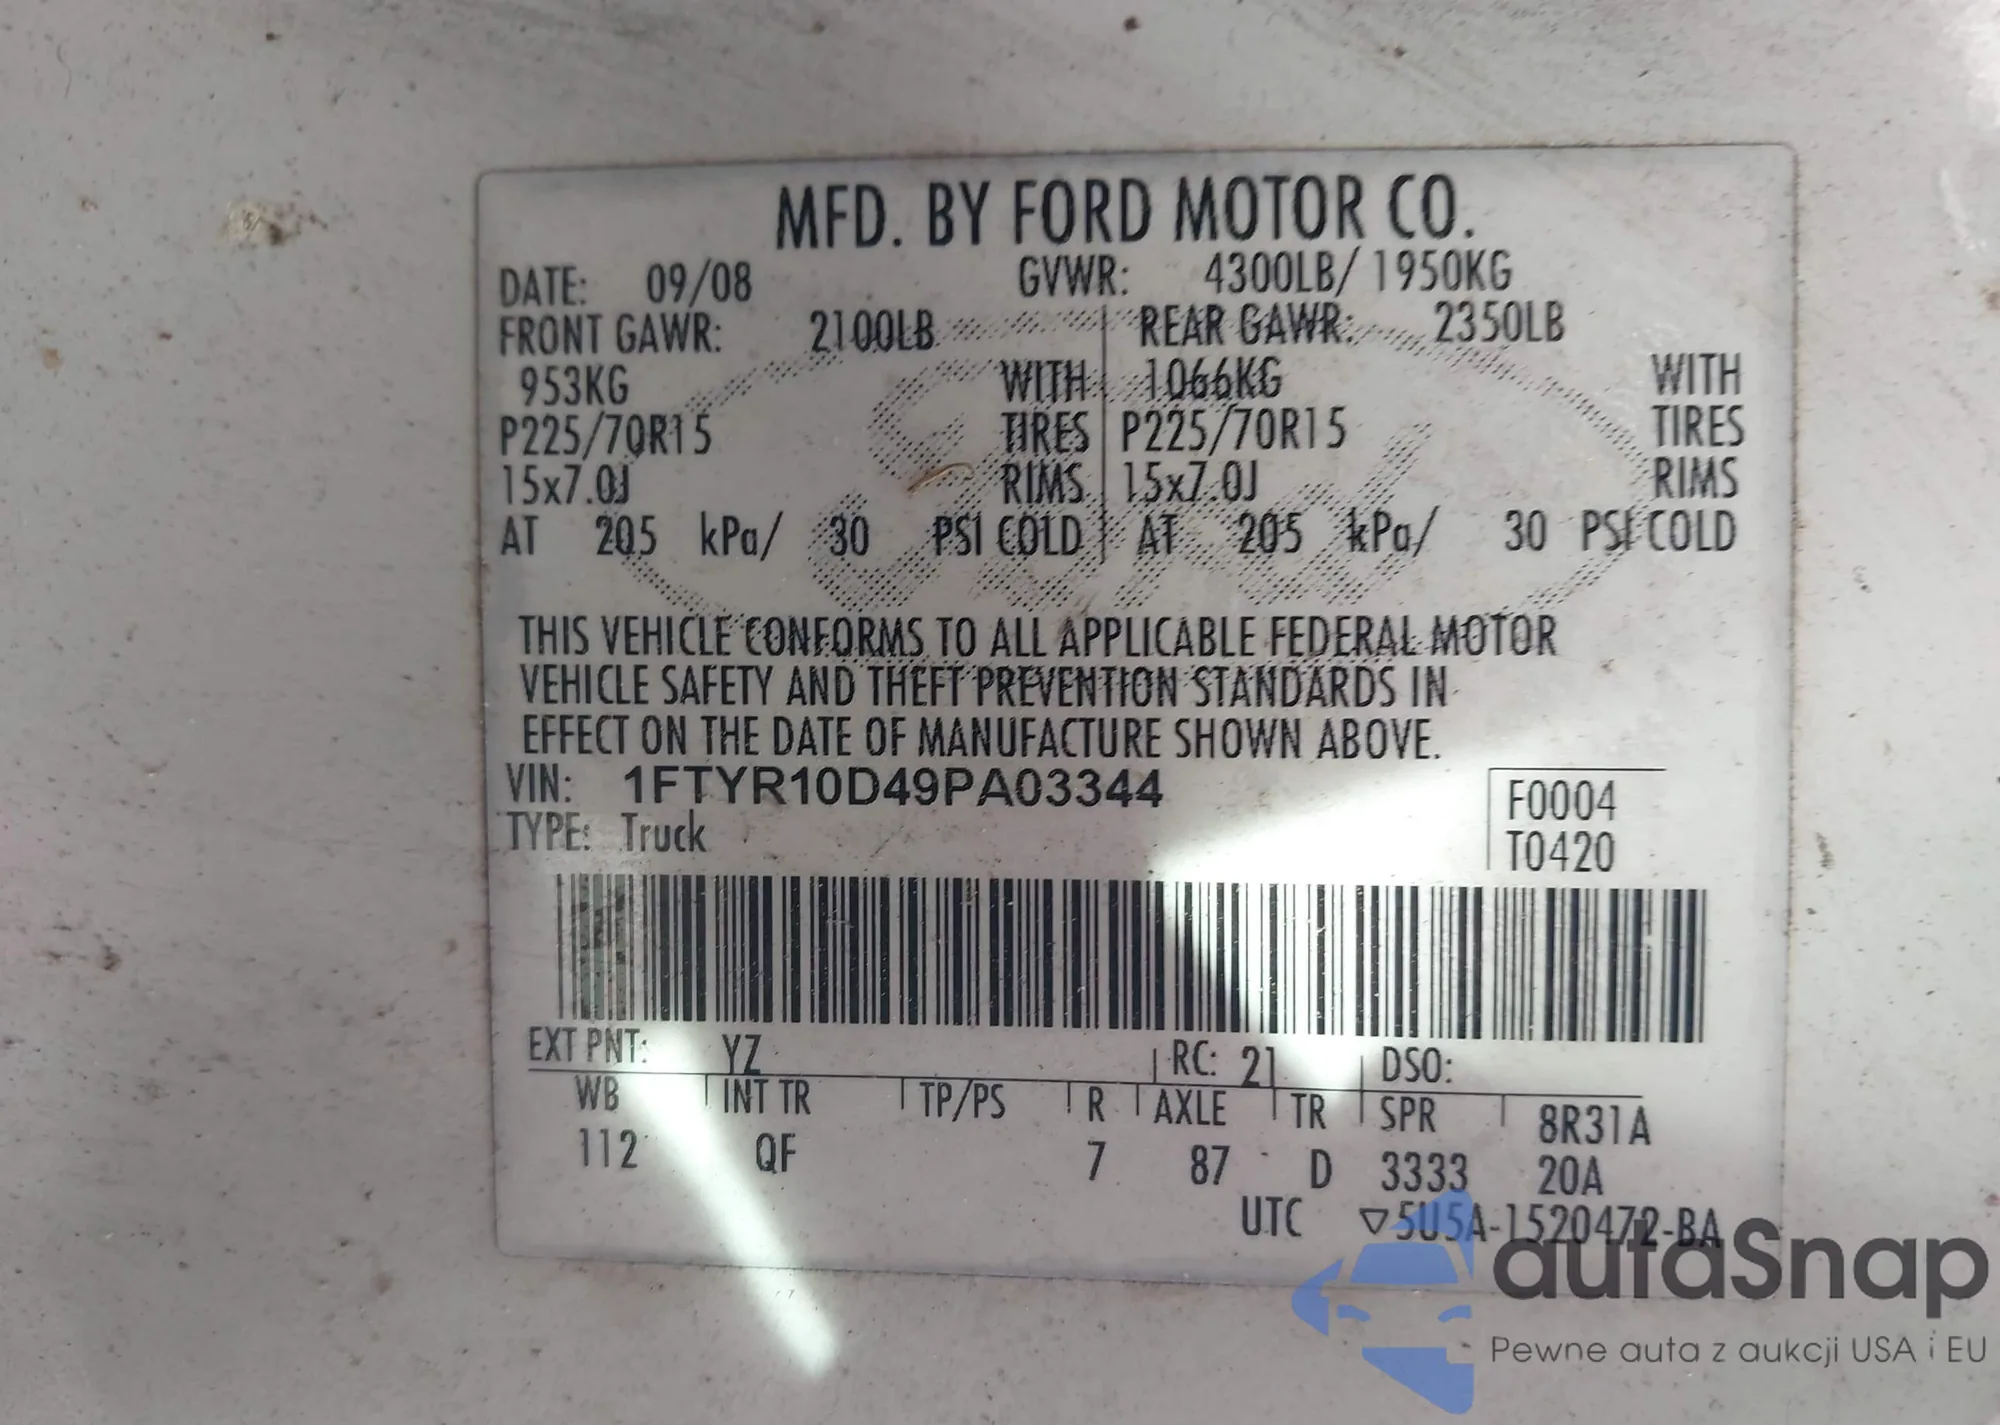 MFD. BY FORD MOTOR CO.
DATE: 09/08 GVWR: 4300LB/ 1950KG
FRONT GAWR: 2100LB REAR GAWR: 2350LB
953KG WITH 1066KG WITH
P225/70R15 TIRES P225/70R15 TIRES
15x7.0J RIMS 15x7.0J RIMS
AT 205 kPa/ 30 PSI COLD AT 205 kPa/ 30 PSI COLD
THIS VEHICLE CONFORMS TO ALL APPLICABLE FEDERAL MOTOR
VEHICLE SAFETY AND THEFT PREVENTION STANDARDS IN
EFFECT ON THE DATE OF MANUFACTURE SHOWN ABOVE.
VIN: 1FTYR10D49PA03344 F0004
TYPE: Truck T0420
EXT PNT: YZ RC: 21 DSO:
WB INT TR TP/PS R AXLE TR SPR 8R31A
112 QF 7 87 D 3333 20A
UTC ▽5U5A-1520472-BA
autaSnap
Pewne auta z aukcji USA i EU